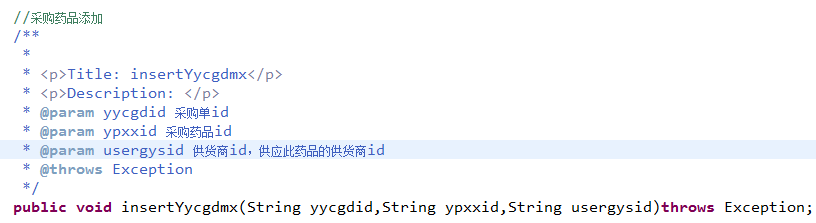 //采购药品添加
/**
 *
 * <p>Title: insertYycgdmx</p>
 * <p>Description: </p>
 * @param yycgdid 采购单id
 * @param ypxxid 采购药品id
 * @param usergysid 供货商id，供应此药品的供货商id
 * @throws Exception
 */
public void insertYycgdmx(String yycgdid,String ypxxid,String usergysid)throws Exception;